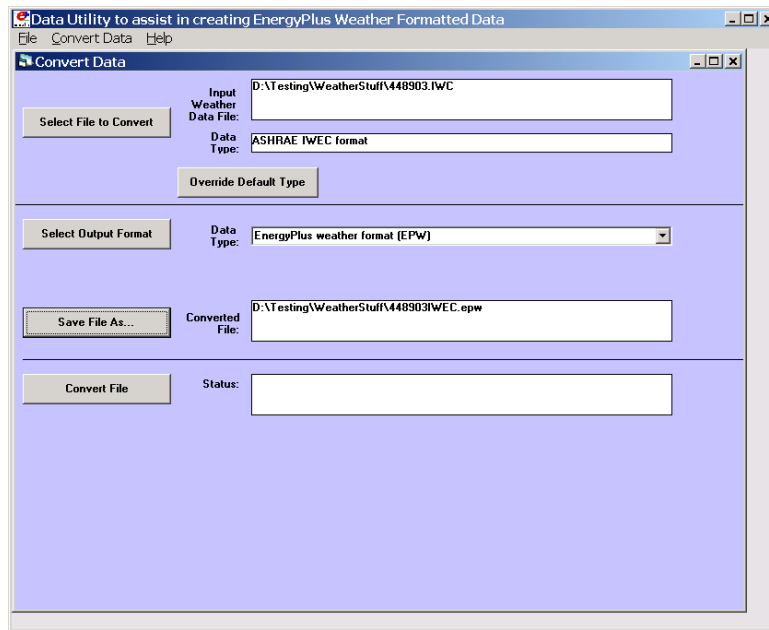 Data Utility to assist in creating EnergyPlus Weather Formatted Data
File Convert Data Help
Convert Data
Select File to Convert
Input
Weather
Data File:
D:\Testing\WeatherStuff\448903.IWC
Data
Type:
ASHRAE IWEC format
Override Default Type
Select Output Format
Data
Type:
EnergyPlus weather format (EPW)
Save File As...
Converted
File:
D:\Testing\WeatherStuff\448903IWEC.epw
Convert File
Status: